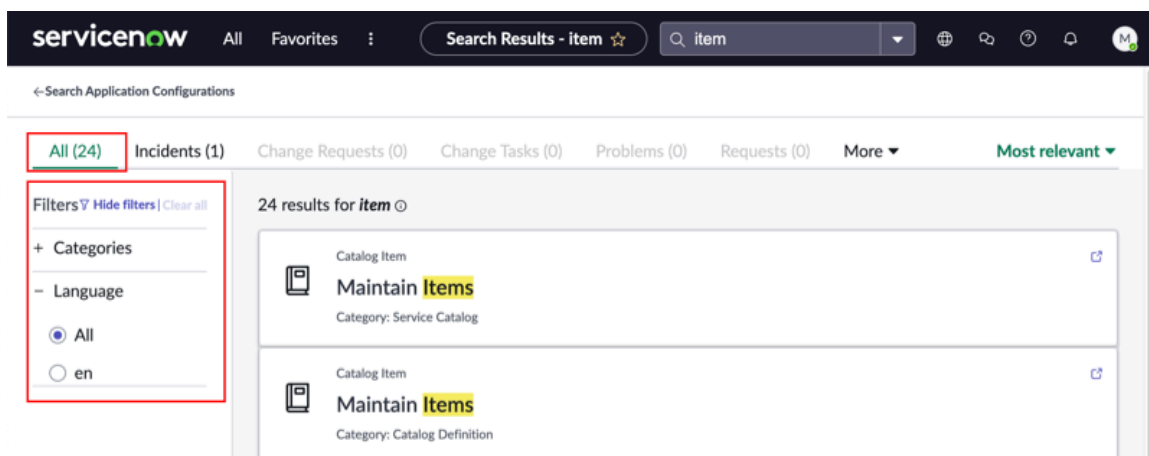 servicenow All Favorites Search Results - item item M
←Search Application Configurations
All (24) Incidents (1) Change Requests (0) Change Tasks (0) Problems (0) Requests (0) More Most relevant
Filters Hide filters | Clear all
24 results for item
+ Categories
Catalog Item
Maintain Items
Category: Service Catalog
− Language
All
en
Catalog Item
Maintain Items
Category: Catalog Definition